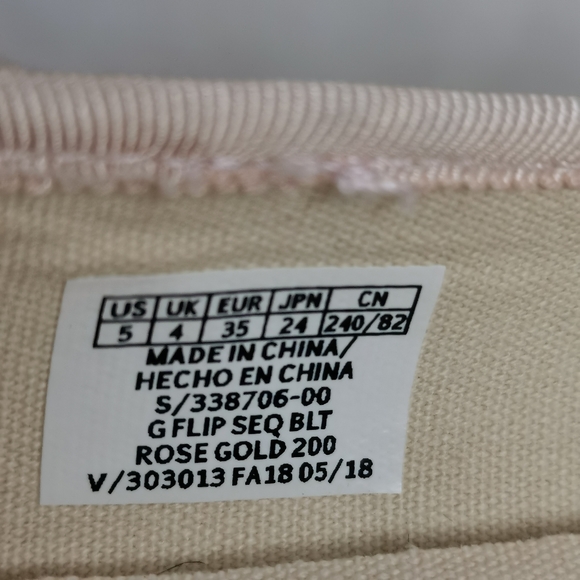 US UK EUR JPN CN
5 4 35 24 240/82
MADE IN CHINA/
HECHO EN CHINA
S/338706-00
G FLIP SEQ BLT
ROSE GOLD 200
V/303013 FA18 05/18